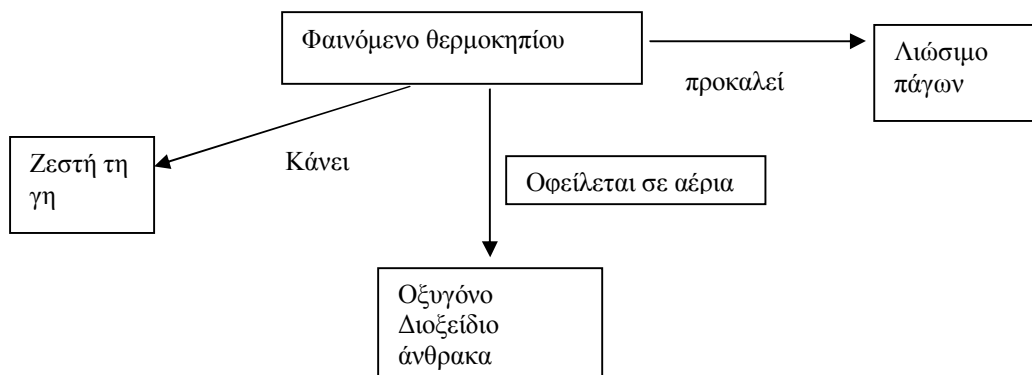 Φαινόμενο θερμοκηπίου
προκαλεί
Λιώσιμο
πάγων
Ζεστή τη
γη
Κάνει
Οφείλεται σε αέρια
Οξυγόνο
Διοξείδιο
άνθρακα